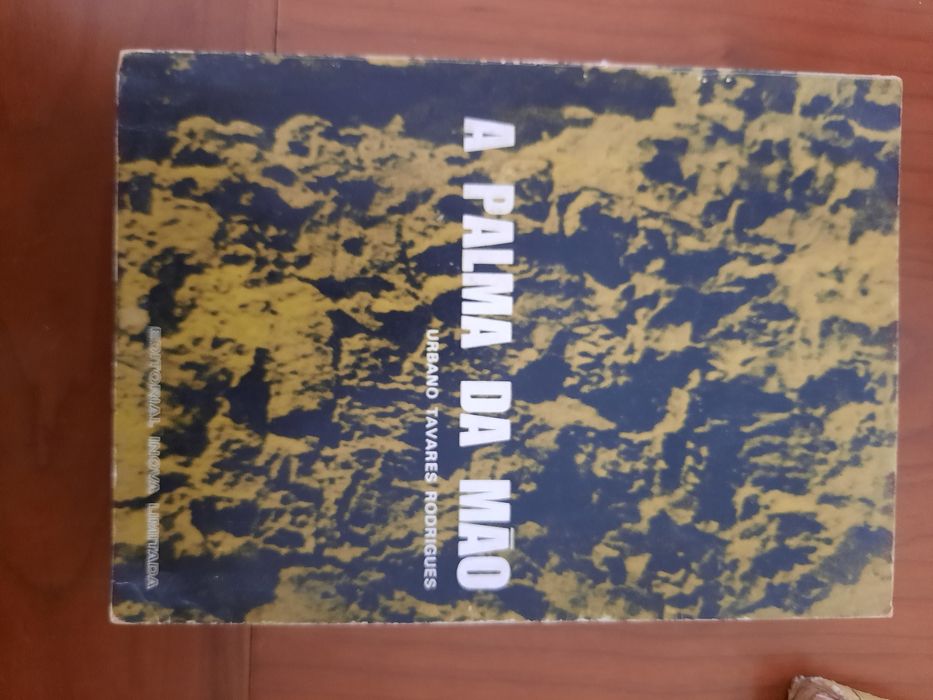 A PALMA DA MÃO
URBANO TAVARES RODRIGUES
EDITORIAL INOVA LIMITADA